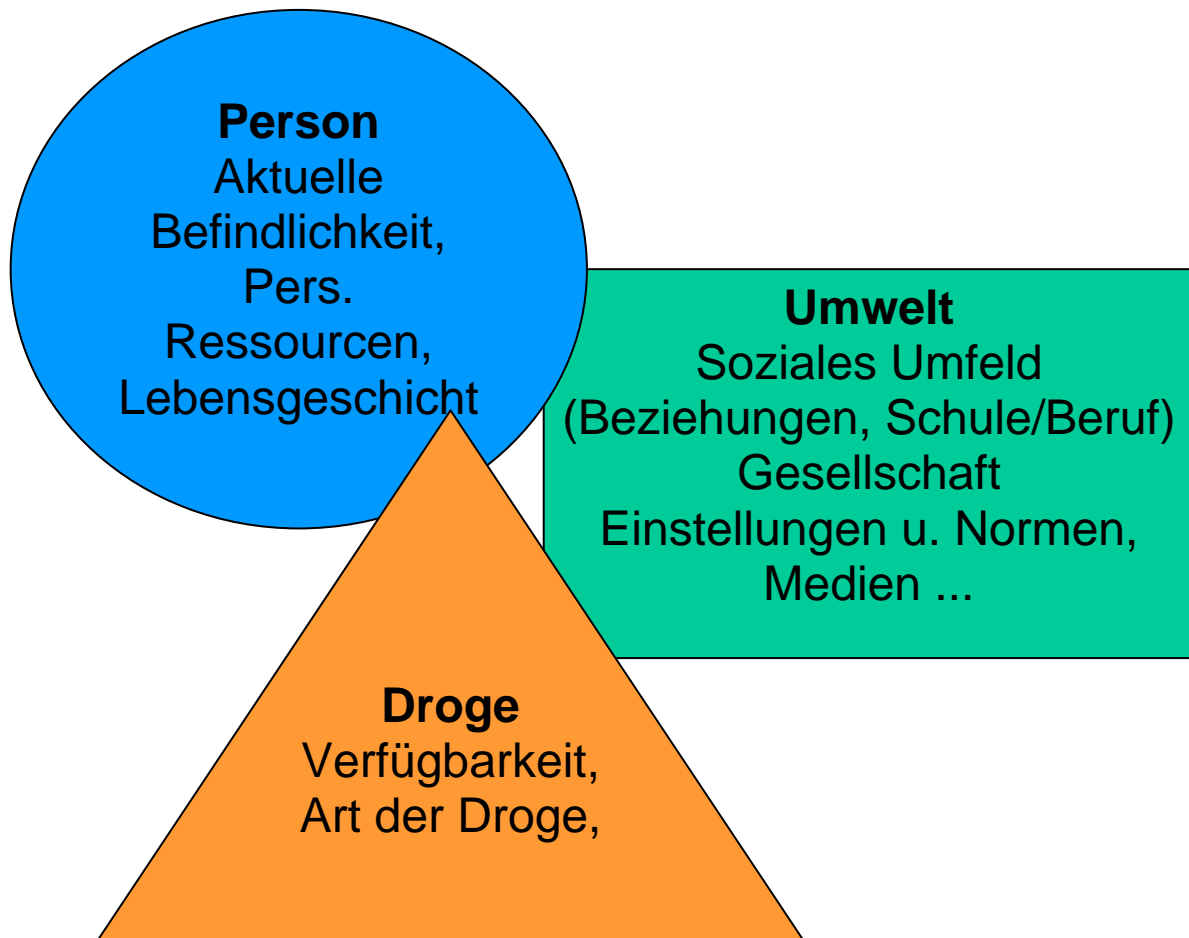 Person
Aktuelle
Befindlichkeit,
Pers.
Ressourcen,
Lebensgeschicht
Umwelt
Soziales Umfeld
(Beziehungen, Schule/Beruf)
Gesellschaft
Einstellungen u. Normen,
Medien ...
Droge
Verfügbarkeit,
Art der Droge,